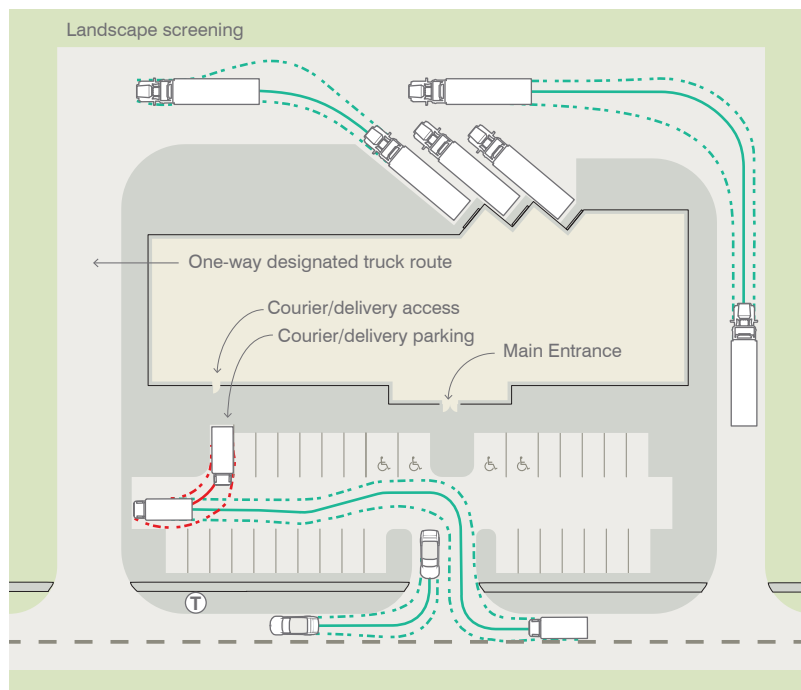 Landscape screening
One-way designated truck route
Courier/delivery access
Courier/delivery parking
Main Entrance
T